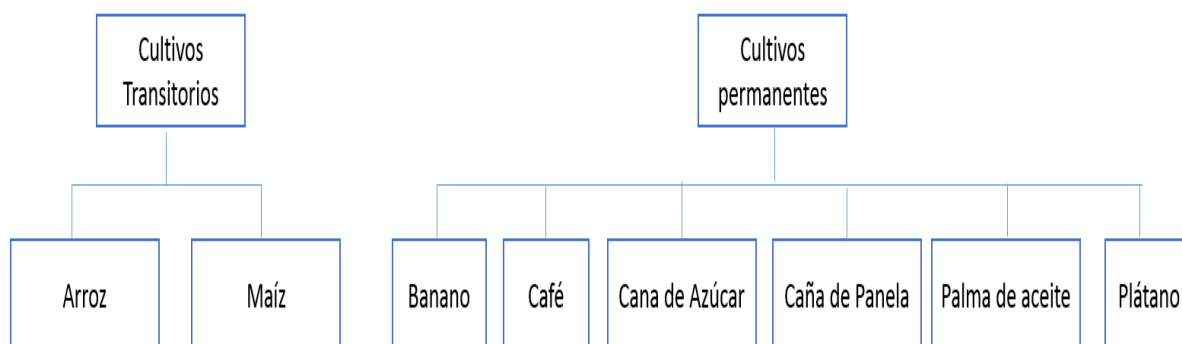 Cultivos
Transitorios
Cultivos
permanentes
Arroz
Maíz
Banano
Café
Cana de Azúcar
Caña de Panela
Palma de aceite
Plátano